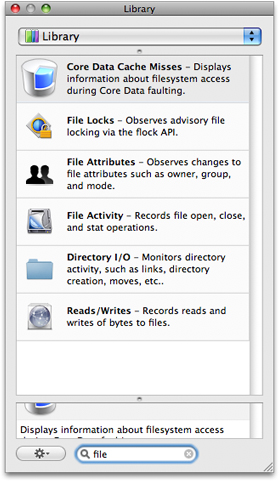 Library
Library
Core Data Cache Misses – Displays
information about filesystem access
during Core Data faulting.
File Locks – Observes advisory file
locking via the flock API.
File Attributes – Observes changes to
file attributes such as owner, group,
and mode.
File Activity – Records file open, close,
and stat operations.
Directory I/O – Monitors directory
activity, such as links, directory
creation, moves, etc..
Reads/Writes – Records reads and
writes of bytes to files.
Displays information about filesystem access
file